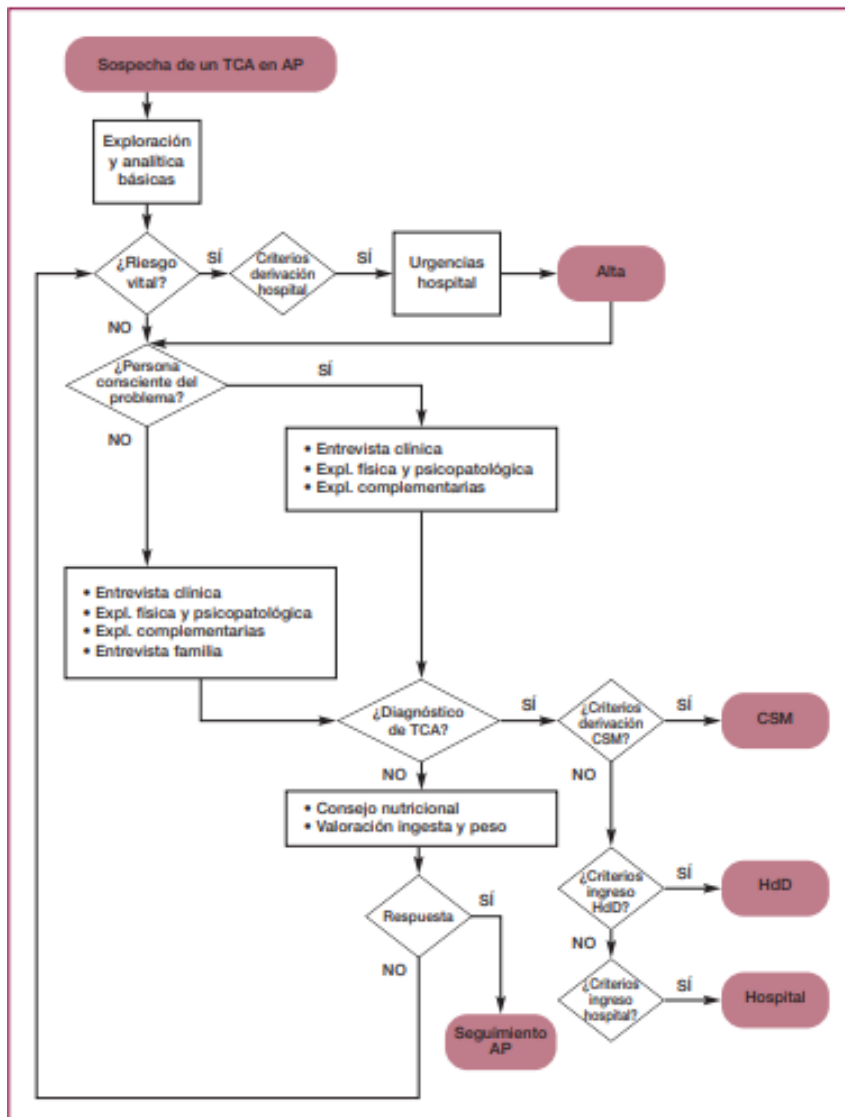 Sospecha de un TCA en AP
Exploración
y analítica
básicas
¿Riesgo
vital?
SÍ
Criterios
derivación
hospital
SÍ
Urgencias
hospital
Alta
NO
¿Persona
consciente del
problema?
SÍ
NO
• Entrevista clínica
• Expl. física y psicopatológica
• Expl. complementarias
• Entrevista clínica
• Expl. física y psicopatológica
• Expl. complementarias
• Entrevista familia
¿Diagnóstico
de TCA?
SÍ
¿Criterios
derivación
CSM?
SÍ
CSM
NO
NO
• Consejo nutricional
• Valoración ingesta y peso
¿Criterios
ingreso
HdD?
SÍ
HdD
Respuesta
SÍ
NO
NO
¿Criterios
ingreso
hospital?
SÍ
Hospital
Seguimiento
AP